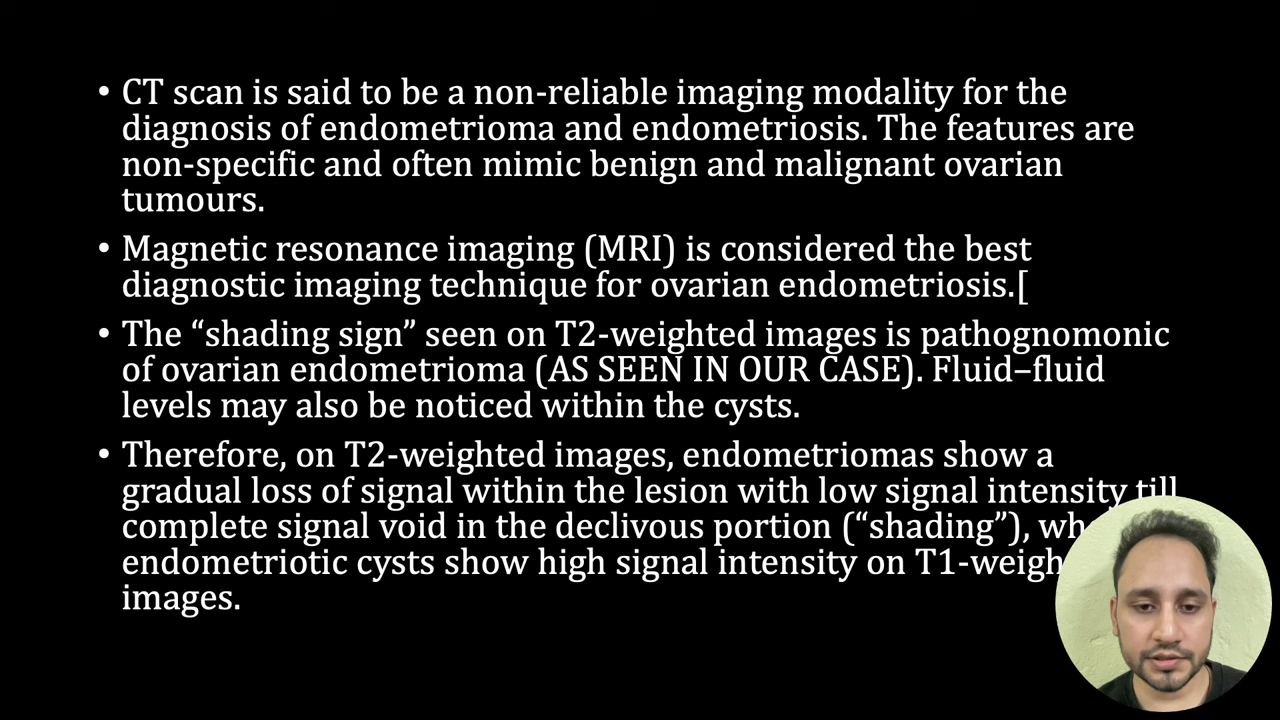 • CT scan is said to be a non-reliable imaging modality for the
diagnosis of endometrioma and endometriosis. The features are
non-specific and often mimic benign and malignant ovarian
tumours.
• Magnetic resonance imaging (MRI) is considered the best
diagnostic imaging technique for ovarian endometriosis.[
• The “shading sign” seen on T2-weighted images is pathognomonic
of ovarian endometrioma (AS SEEN IN OUR CASE). Fluid–fluid
levels may also be noticed within the cysts.
• Therefore, on T2-weighted images, endometriomas show a
gradual loss of signal within the lesion with low signal intensity till
complete signal void in the declivous portion (“shading”),
endometriotic cysts show high signal intensity on
images.